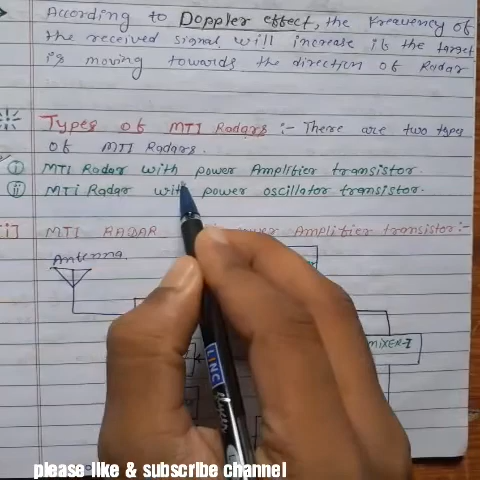 According to Doppler effect, the frequency of
the received signal will increase if the target
is moving towards the direction of Radar
Types of MTI Radars :- There are two types
of MTI Radars.
i MTI Radar with power Amplifier transistor.
ii MTI Radar with power oscillator transistor.
i] MTI RADAR power Amplifier transistor:-
Antenna
MIXER-I
LINC
please like & subscribe channel